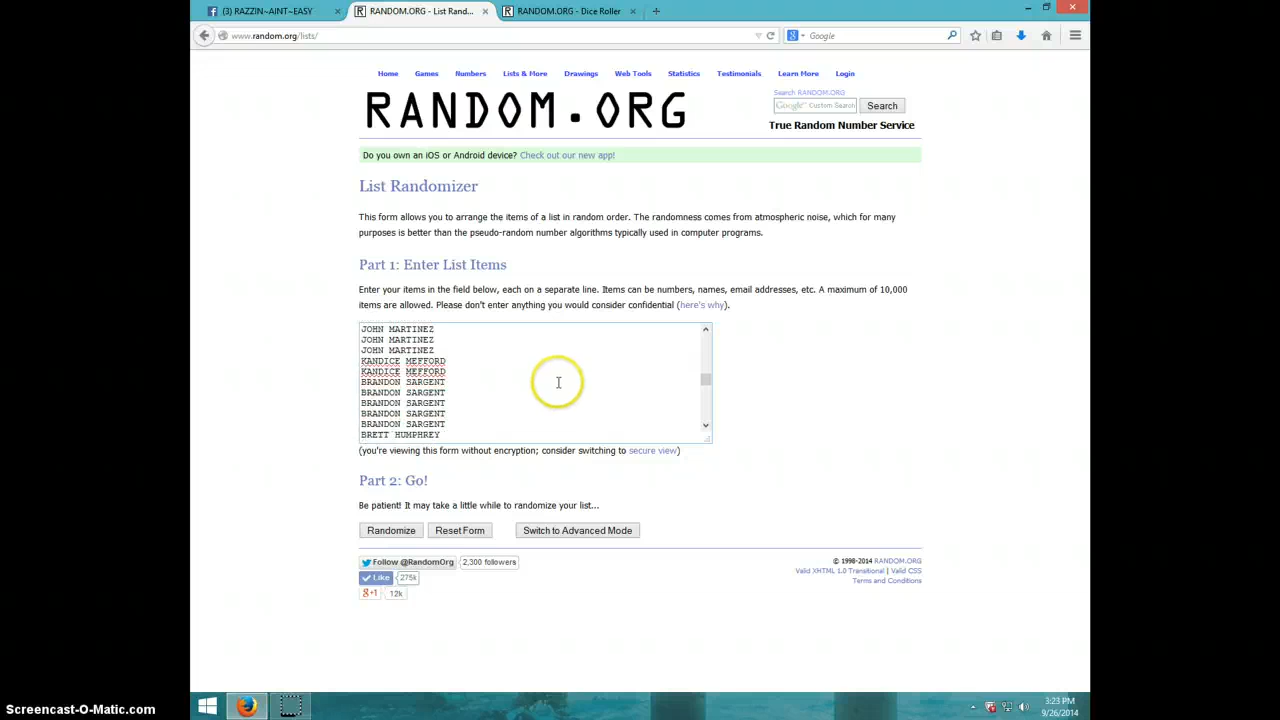 (3) RAZZIN~AINT~EASY
RANDOM.ORG - List Rand...
RANDOM.ORG - Dice Roller
www.random.org/lists/
Google
Home Games Numbers Lists & More Drawings Web Tools Statistics Testimonials Learn More Login
RANDOM.ORG
Search RANDOM.ORG
Google™ Custom Search
Search
True Random Number Service
Do you own an iOS or Android device? Check out our new app!
List Randomizer
This form allows you to arrange the items of a list in random order. The randomness comes from atmospheric noise, which for many
purposes is better than the pseudo-random number algorithms typically used in computer programs.
Part 1: Enter List Items
Enter your items in the field below, each on a separate line. Items can be numbers, names, email addresses, etc. A maximum of 10,000
items are allowed. Please don't enter anything you would consider confidential (here's why).
JOHN MARTINEZ
JOHN MARTINEZ
JOHN MARTINEZ
KANDICE MEFFORD
KANDICE MEFFORD
BRANDON SARGENT
BRANDON SARGENT
BRANDON SARGENT
BRANDON SARGENT
BRANDON SARGENT
BRETT HUMPHREY
(you're viewing this form without encryption; consider switching to secure view)
Part 2: Go!
Be patient! It may take a little while to randomize your list...
Randomize Reset Form Switch to Advanced Mode
Follow @RandomOrg 2,300 followers
Like 275k
g+1 12k
© 1998-2014 RANDOM.ORG
Valid XHTML 1.0 Transitional | Valid CSS
Terms and Conditions
3:23 PM
9/26/2014
Screencast-O-Matic.com